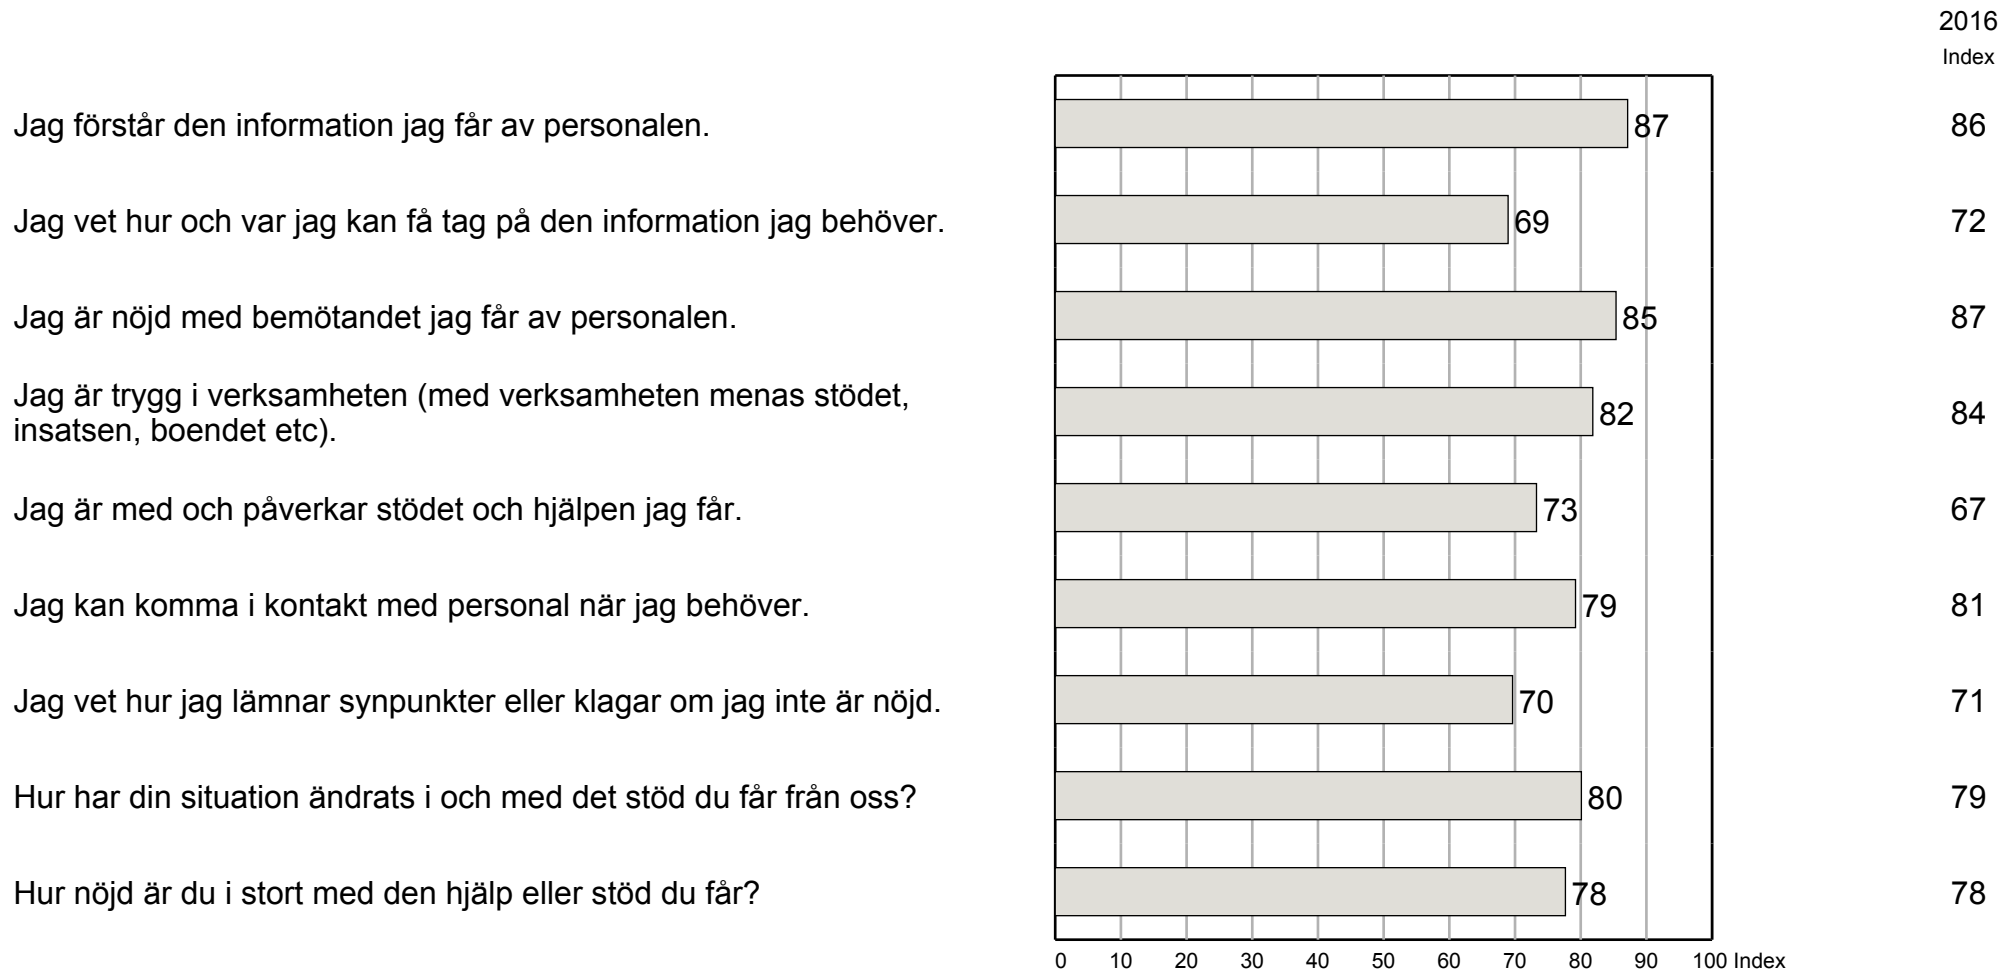 2016
Index
Jag förstår den information jag får av personalen. 87 86
Jag vet hur och var jag kan få tag på den information jag behöver. 69 72
Jag är nöjd med bemötandet jag får av personalen. 85 87
Jag är trygg i verksamheten (med verksamheten menas stödet,
insatsen, boendet etc). 82 84
Jag är med och påverkar stödet och hjälpen jag får. 73 67
Jag kan komma i kontakt med personal när jag behöver. 79 81
Jag vet hur jag lämnar synpunkter eller klagar om jag inte är nöjd. 70 71
Hur har din situation ändrats i och med det stöd du får från oss? 80 79
Hur nöjd är du i stort med den hjälp eller stöd du får? 78 78
0 10 20 30 40 50 60 70 80 90 100 Index